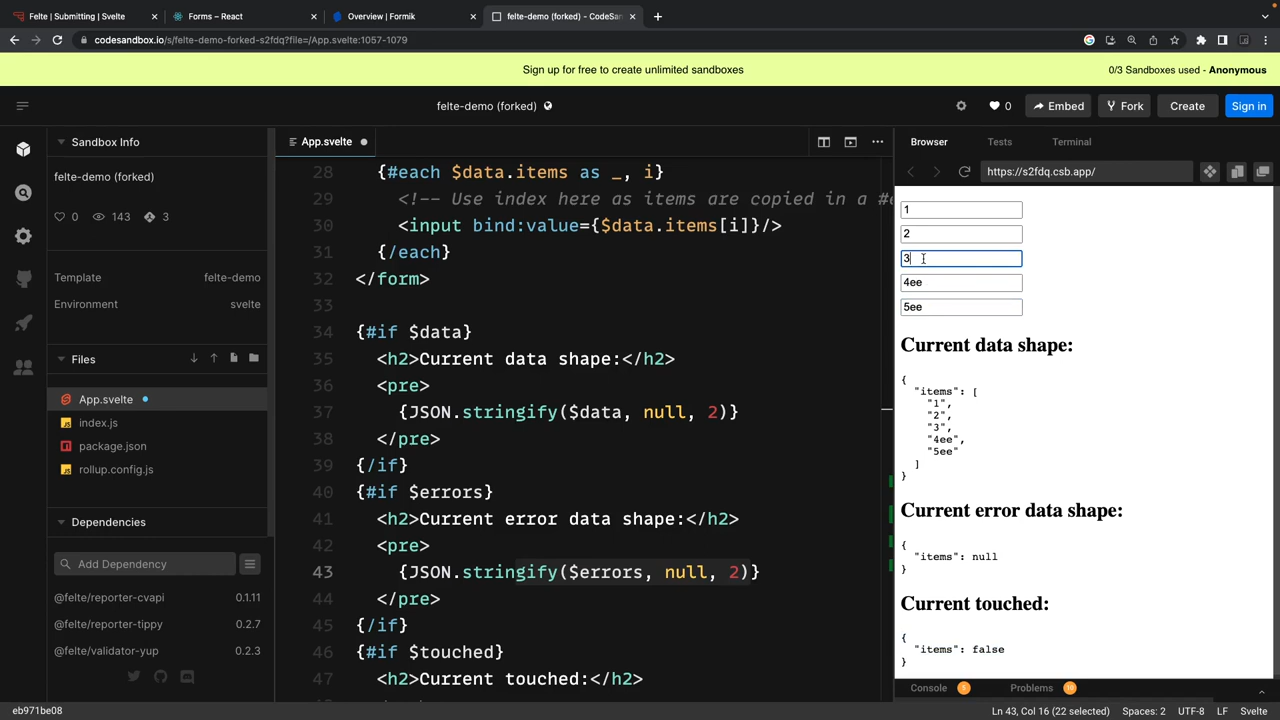 Felte | Submitting | Svelte
Forms – React
Overview | Formik
felte-demo (forked) - CodeSan
codesandbox.io/s/felte-demo-forked-s2fdq?file=/App.svelte:1057-1079
Sign up for free to create unlimited sandboxes
0/3 Sandboxes used - Anonymous
felte-demo (forked)
0
Embed
Fork
Create
Sign in
Sandbox Info
felte-demo (forked)
0
143
3
Template
felte-demo
Environment
svelte
Files
App.svelte
index.js
package.json
rollup.config.js
Dependencies
Add Dependency
@felte/reporter-cvapi
0.1.11
@felte/reporter-tippy
0.2.7
@felte/validator-yup
0.2.3
App.svelte
28 {#each $data.items as _, i}
29 <!-- Use index here as items are copied in a #e
30 <input bind:value={$data.items[i]}/>
31 {/each}
32 </form>
33
34 {#if $data}
35 <h2>Current data shape:</h2>
36 <pre>
37 {JSON.stringify($data, null, 2)}
38 </pre>
39 {/if}
40 {#if $errors}
41 <h2>Current error data shape:</h2>
42 <pre>
43 {JSON.stringify($errors, null, 2)}
44 </pre>
45 {/if}
46 {#if $touched}
47 <h2>Current touched:</h2>
Browser
Tests
Terminal
https://s2fdq.csb.app/
1
2
3
4ee
5ee
Current data shape:
{
"items": [
"1",
"2",
"3",
"4ee",
"5ee"
]
}
Current error data shape:
{
"items": null
}
Current touched:
{
"items": false
}
Console
Problems
eb971be08
Ln 43, Col 16 (22 selected)
Spaces: 2
UTF-8
LF
Svelte